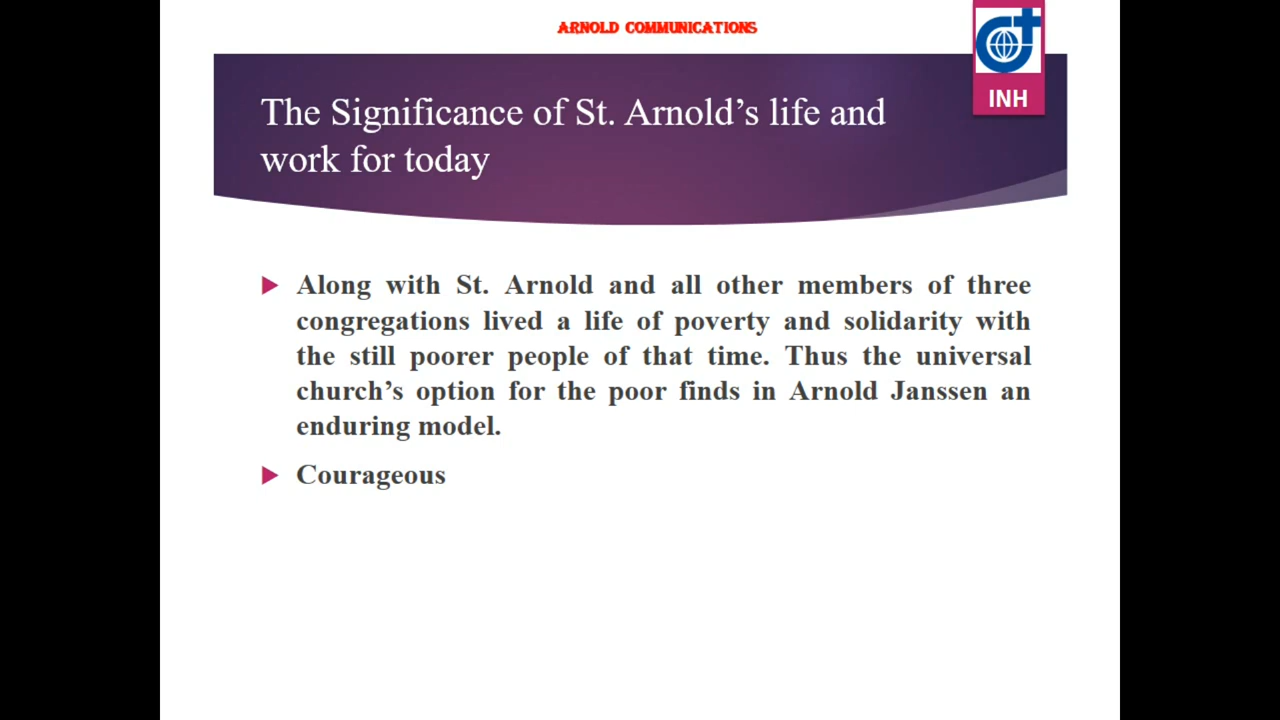 ARNOLD COMMUNICATIONS
INH
The Significance of St. Arnold’s life and
work for today
Along with St. Arnold and all other members of three
congregations lived a life of poverty and solidarity with
the still poorer people of that time. Thus the universal
church’s option for the poor finds in Arnold Janssen an
enduring model.
Courageous